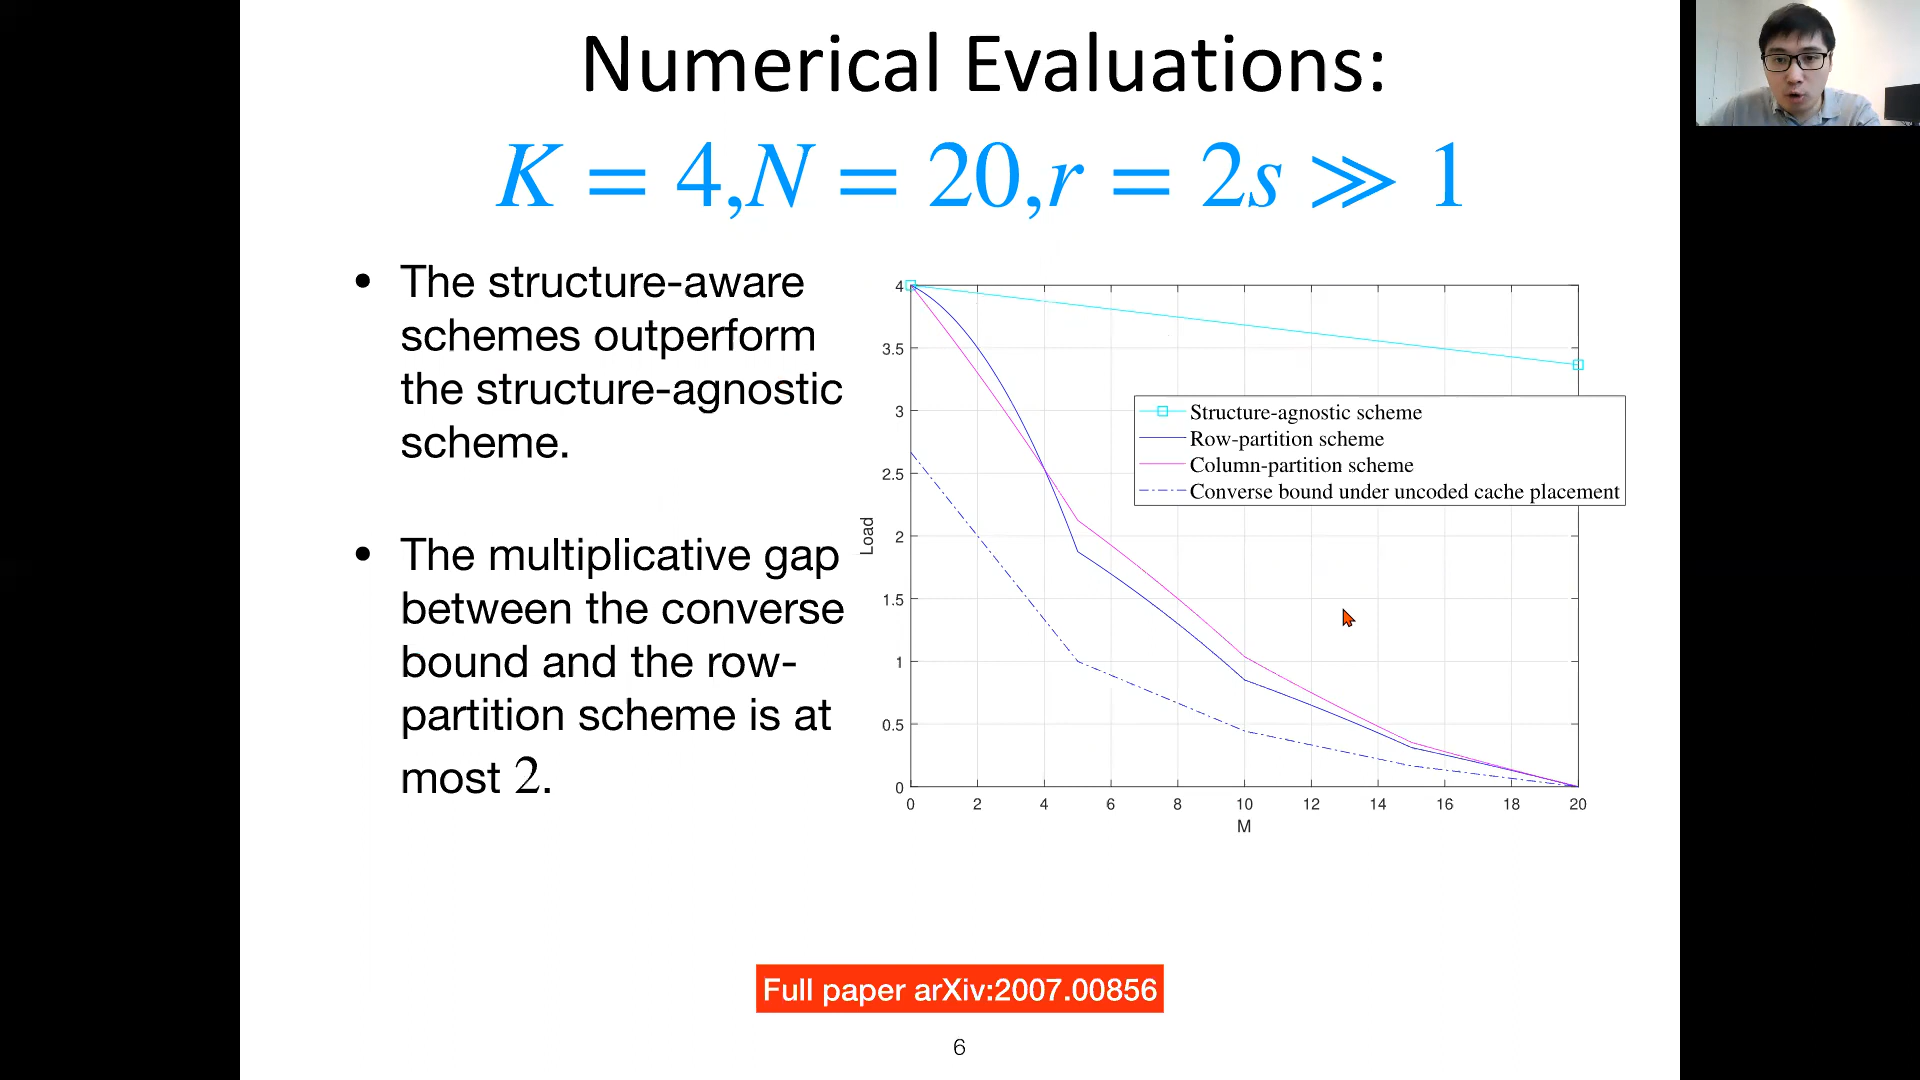 Numerical Evaluations:
K = 4,N = 20,r = 2s ≫ 1
• The structure-aware
schemes outperform
the structure-agnostic
scheme.
• The multiplicative gap
between the converse
bound and the row-
partition scheme is at
most 2.
4
3.5
3
2.5
2
1.5
1
0.5
0
Load
Structure-agnostic scheme
Row-partition scheme
Column-partition scheme
Converse bound under uncoded cache placement
0 2 4 6 8 10 12 14 16 18 20
M
Full paper arXiv:2007.00856
6